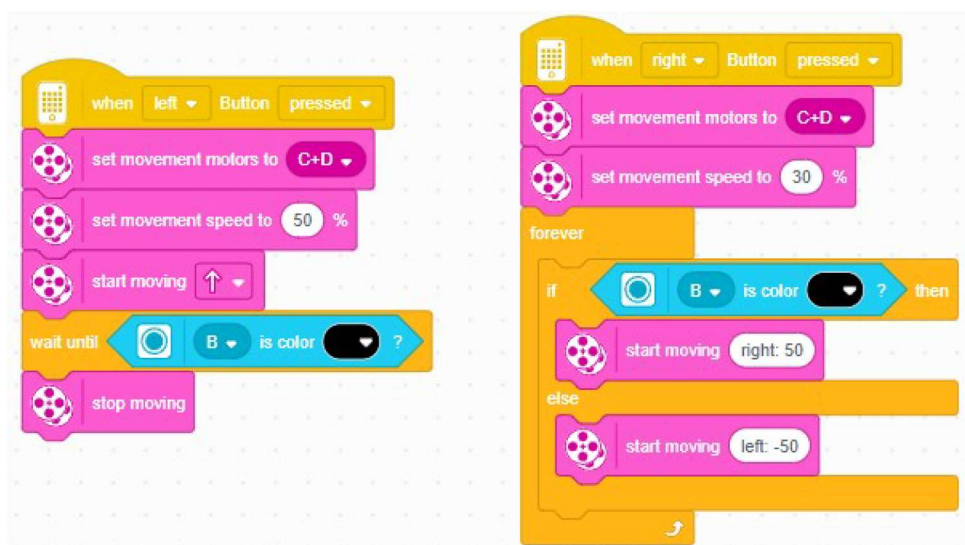 when left Button pressed
set movement motors to C+D
set movement speed to 50 %
start moving
wait until B is color ?
stop moving
when right Button pressed
set movement motors to C+D
set movement speed to 30 %
forever
if B is color ? then
start moving right: 50
else
start moving left: -50